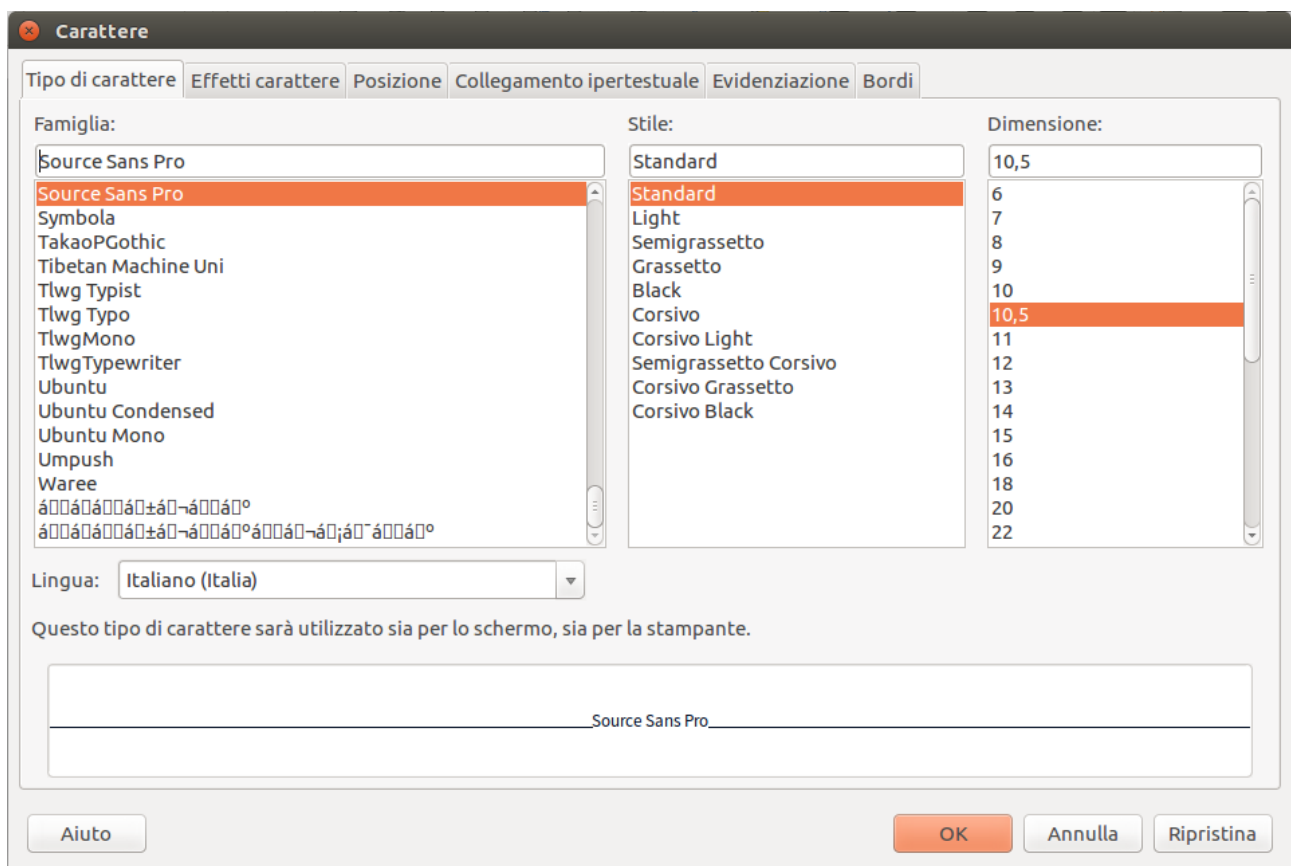 Carattere
Tipo di carattere Effetti carattere Posizione Collegamento ipertestuale Evidenziazione Bordi
Famiglia:
Source Sans Pro
Source Sans Pro
Symbola
TakaoPGothic
Tibetan Machine Uni
Tlwg Typist
Tlwg Typo
TlwgMono
TlwgTypewriter
Ubuntu
Ubuntu Condensed
Ubuntu Mono
Umpush
Waree
Stile:
Standard
Standard
Light
Semigrassetto
Grassetto
Black
Corsivo
Corsivo Light
Semigrassetto Corsivo
Corsivo Grassetto
Corsivo Black
Dimensione:
10,5
6
7
8
9
10
10,5
11
12
13
14
15
16
18
20
22
Lingua: Italiano (Italia)
Questo tipo di carattere sarà utilizzato sia per lo schermo, sia per la stampante.
Source Sans Pro
Aiuto OK Annulla Ripristina